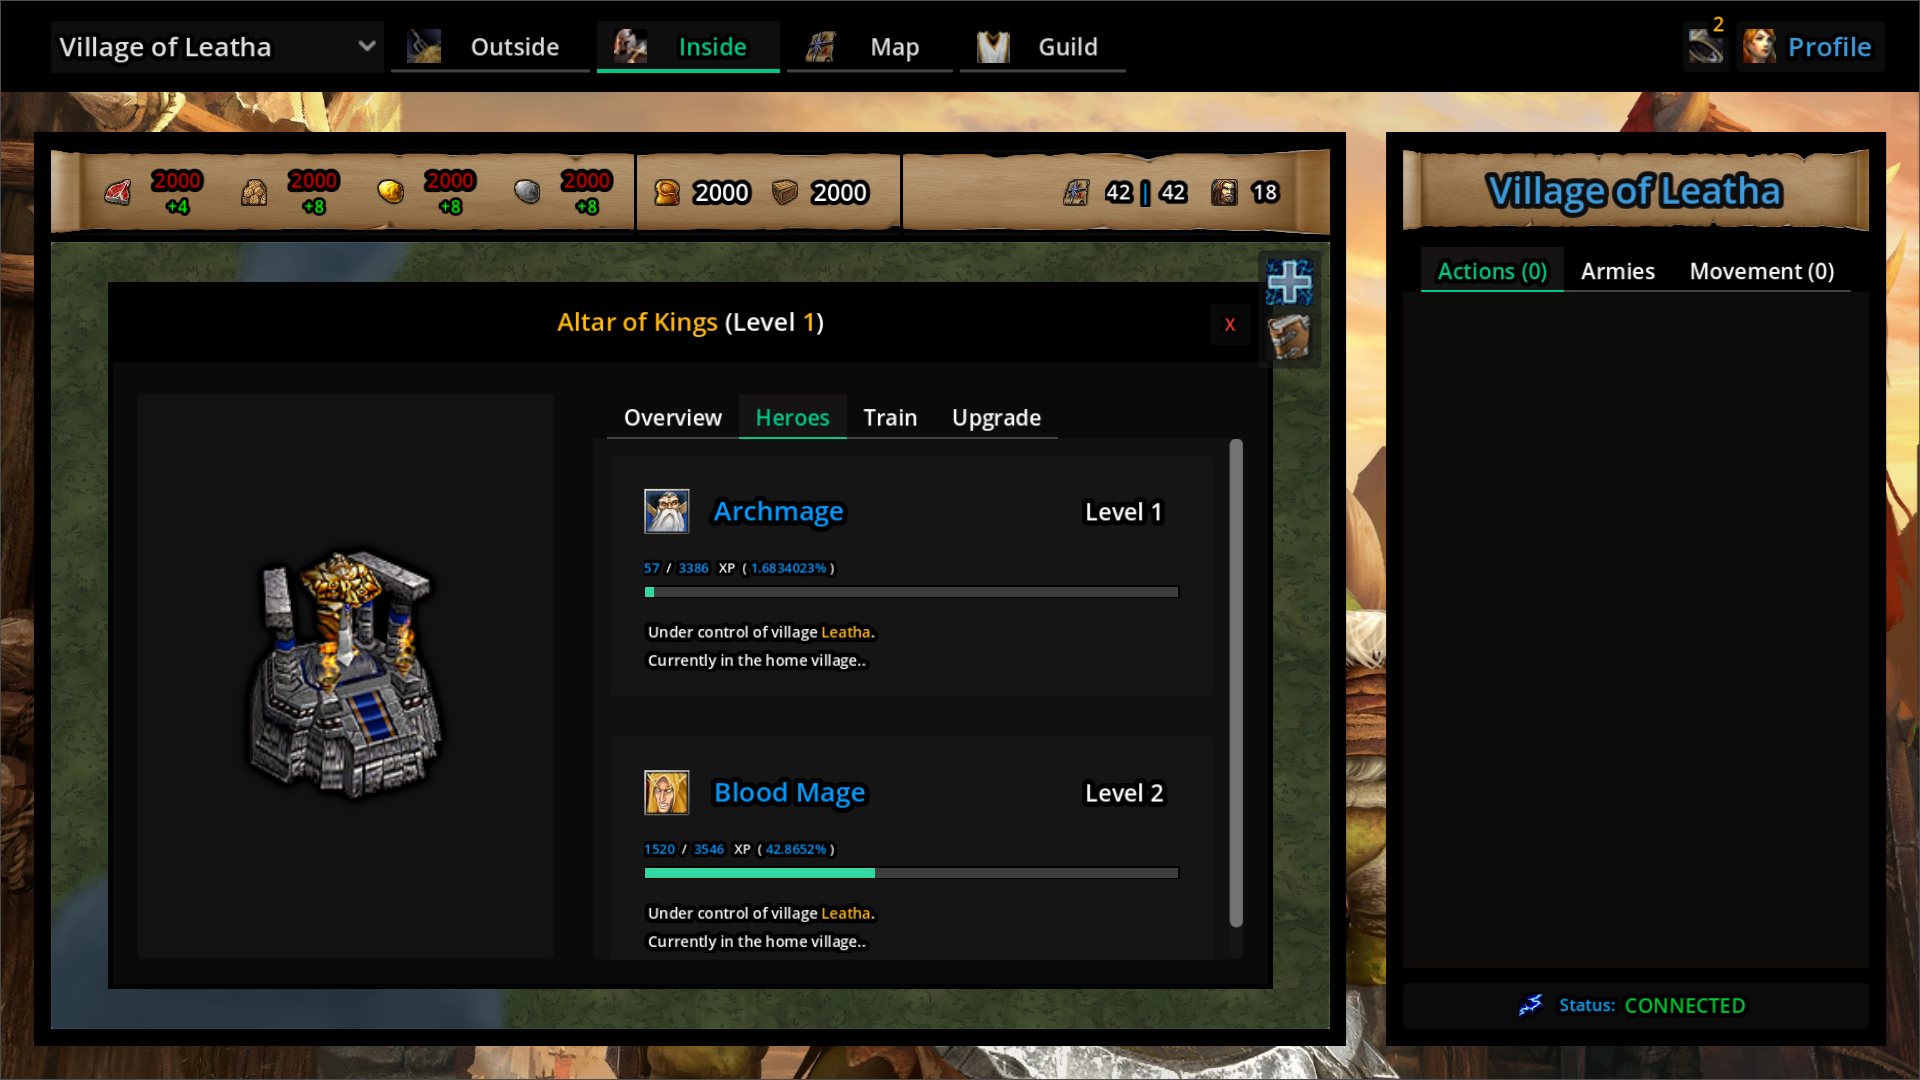 Village of Leatha
Outside
Inside
Map
Guild
2
Profile
2000 2000 2000 2000
+4 +8 +8 +8
2000 2000
42 | 42 18
Village of Leatha
Actions (0) Armies Movement (0)
Altar of Kings (Level 1)
X
Overview Heroes Train Upgrade
Archmage Level 1
57 / 3386 XP ( 1.6834023% )
Under control of village Leatha.
Currently in the home village..
Blood Mage Level 2
1520 / 3546 XP ( 42.8652% )
Under control of village Leatha.
Currently in the home village..
Status: CONNECTED